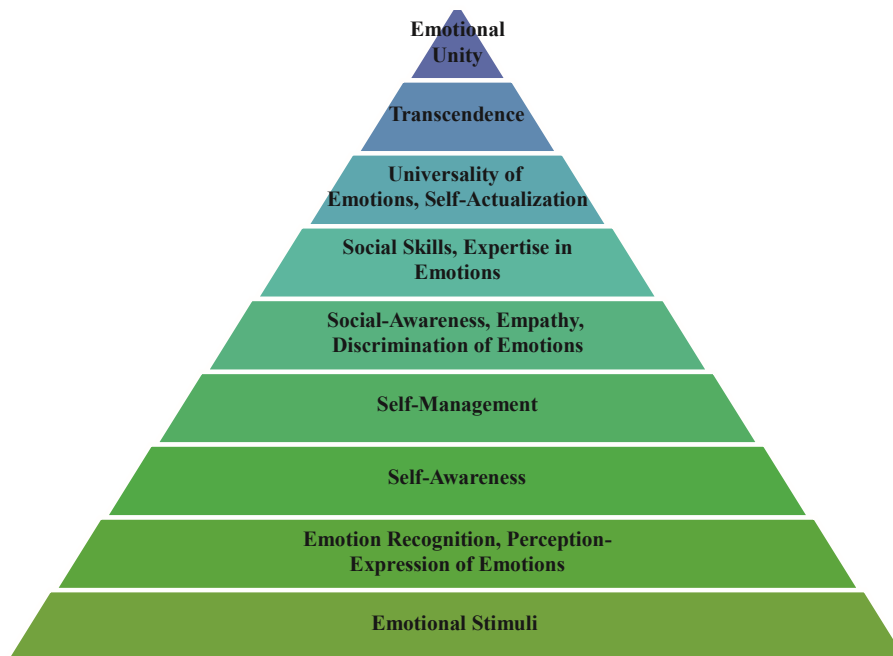 Emotional
Unity
Transcendence
Universality of
Emotions, Self-Actualization
Social Skills, Expertise in
Emotions
Social-Awareness, Empathy,
Discrimination of Emotions
Self-Management
Self-Awareness
Emotion Recognition, Perception-
Expression of Emotions
Emotional Stimuli